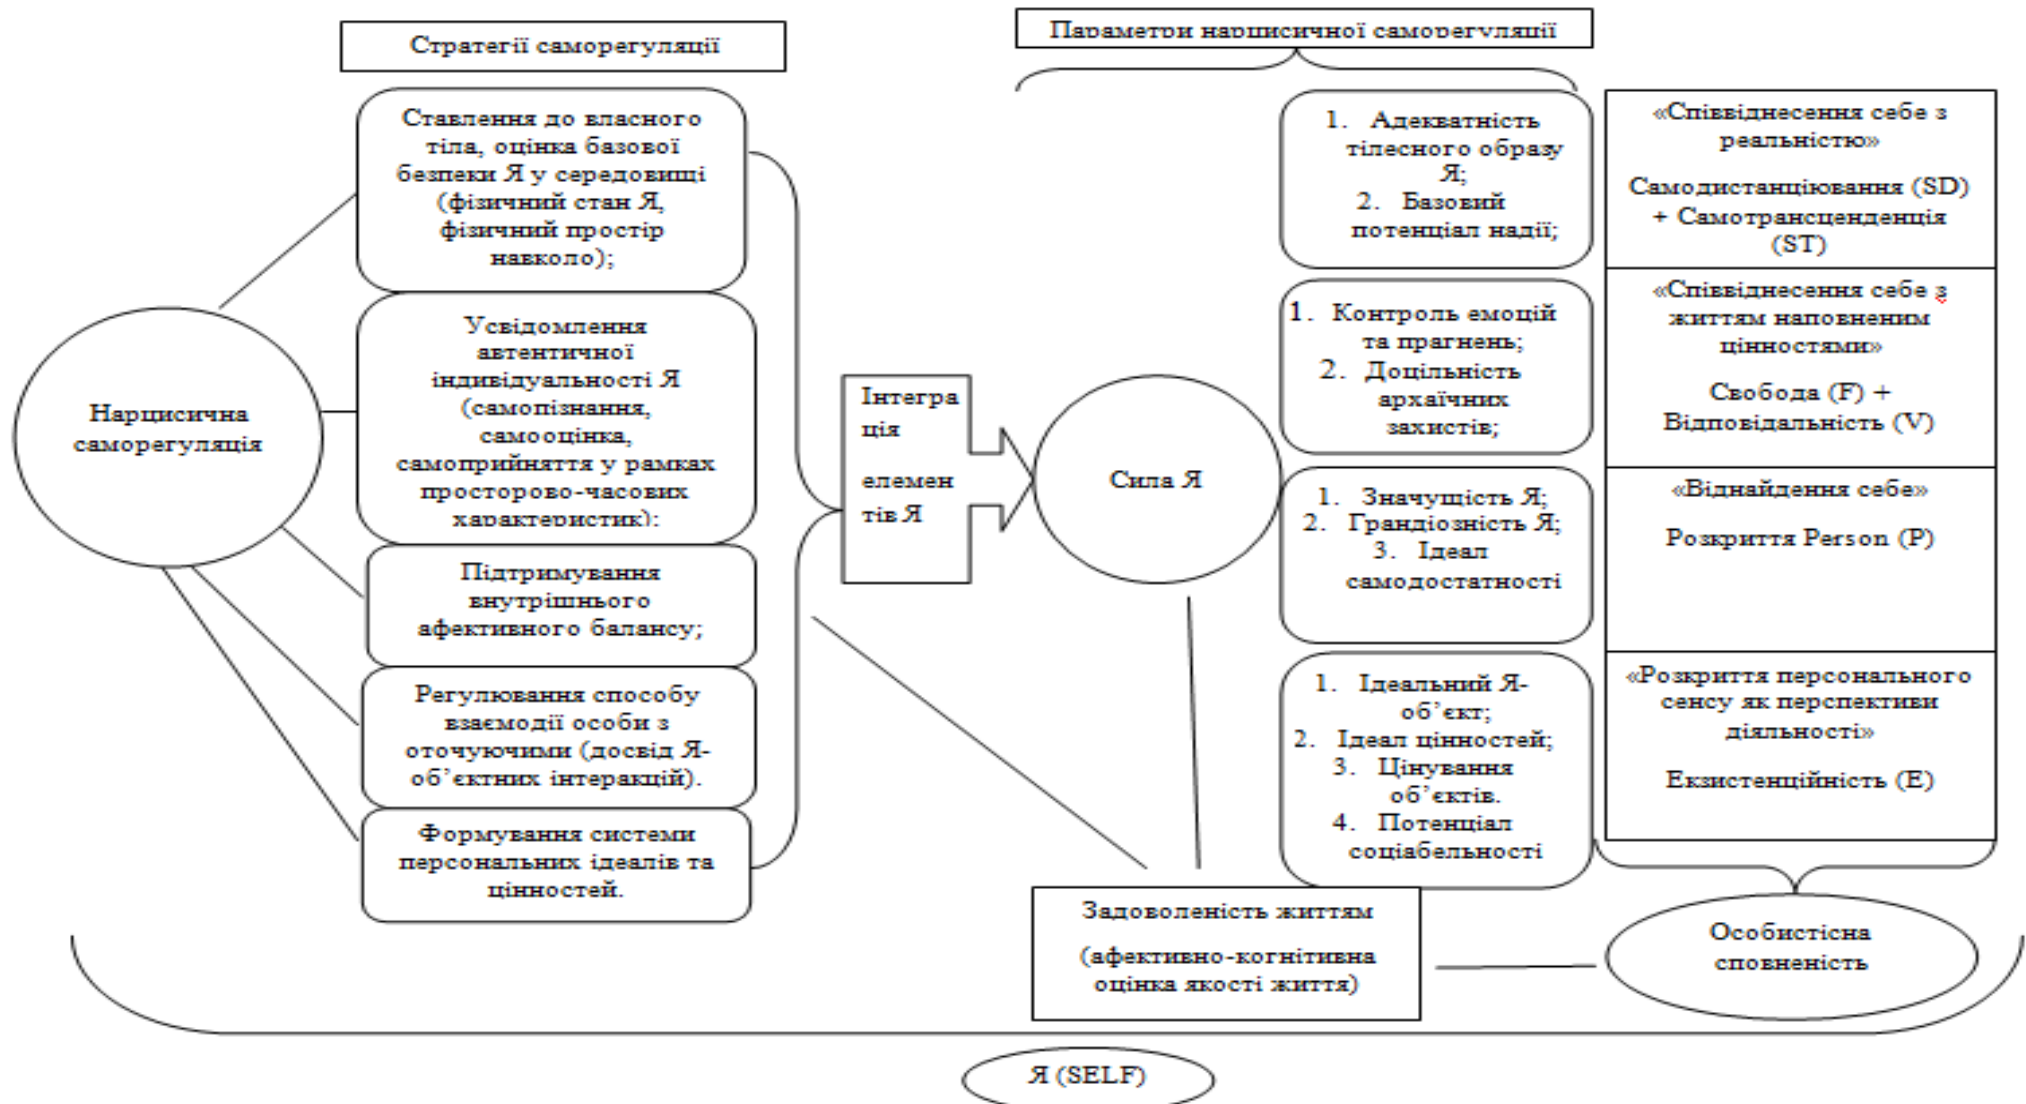 Стратегії саморегуляції
Параметри нарцисичної саморегуляції
Ставлення до власного
тіла, оцінка базової
безпеки Я у середовищі
(фізичний стан Я,
фізичний простір
навколо);
Усвідомлення
автентичної
індивідуальності Я
(самопізнання,
самооцінка,
самоприйняття у рамках
просторово-часових
характеристик);
Підтримування
внутрішнього
афективного балансу;
Регулювання способу
взаємодії особи з
оточуючими (досвід Я-
об’єктних інтеракцій).
Формування системи
персональних ідеалів та
цінностей.
Нарцисична
саморегуляція
Інтегра
ція
елемен
тів Я
Сила Я
1. Адекватність
тілесного образу
Я;
2. Базовий
потенціал надії;
1. Контроль емоцій
та прагнень;
2. Доцільність
архаїчних
захистів;
1. Значущість Я;
2. Грандіозність Я;
3. Ідеал
самодостатності
1. Ідеальний Я-
об’єкт;
2. Ідеал цінностей;
3. Цінування
об’єктів.
4. Потенціал
соціабельності
«Співвіднесення себе з
реальністю»
Самодистанціювання (SD)
+ Самотрансценденція
(ST)
«Співвіднесення себе з
життям наповненим
цінностями»
Свобода (F) +
Відповідальність (V)
«Віднайдення себе»
Розкриття Person (P)
«Розкриття персонального
сенсу як перспективи
діяльності»
Екзистенційність (E)
Задоволеність життям
(афективно-когнітивна
оцінка якості життя)
Особистісна
сповненість
Я (SELF)